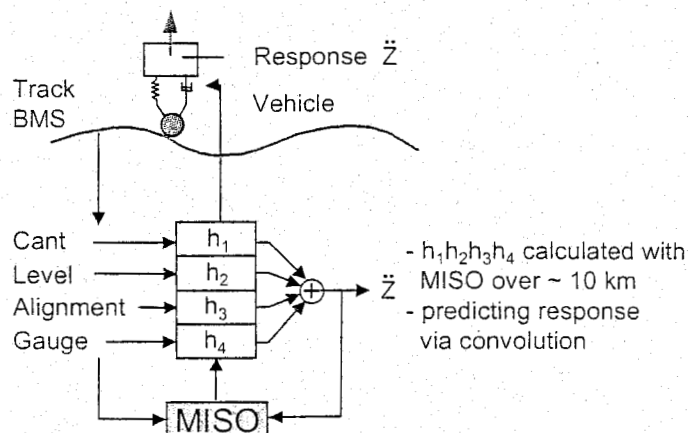 Response Z̈
Track
BMS
Vehicle
Cant
Level
Alignment
Gauge
h₁
h₂
h₃
h₄
+
Z̈
- h₁h₂h₃h₄ calculated with
MISO over ~ 10 km
- predicting response
via convolution
MISO